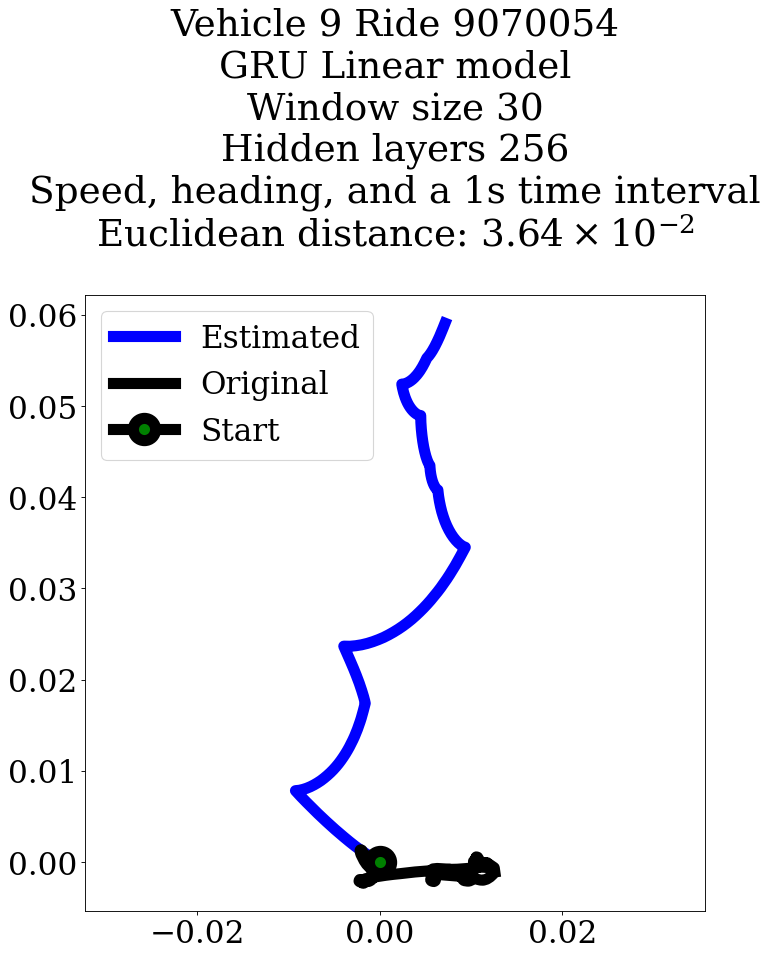 Vehicle 9 Ride 9070054
GRU Linear model
Window size 30
Hidden layers 256
Speed, heading, and a 1s time interval
Euclidean distance: 3.64 × 10⁻²
Estimated
Original
Start
0.06
0.05
0.04
0.03
0.02
0.01
0.00
−0.02
0.00
0.02